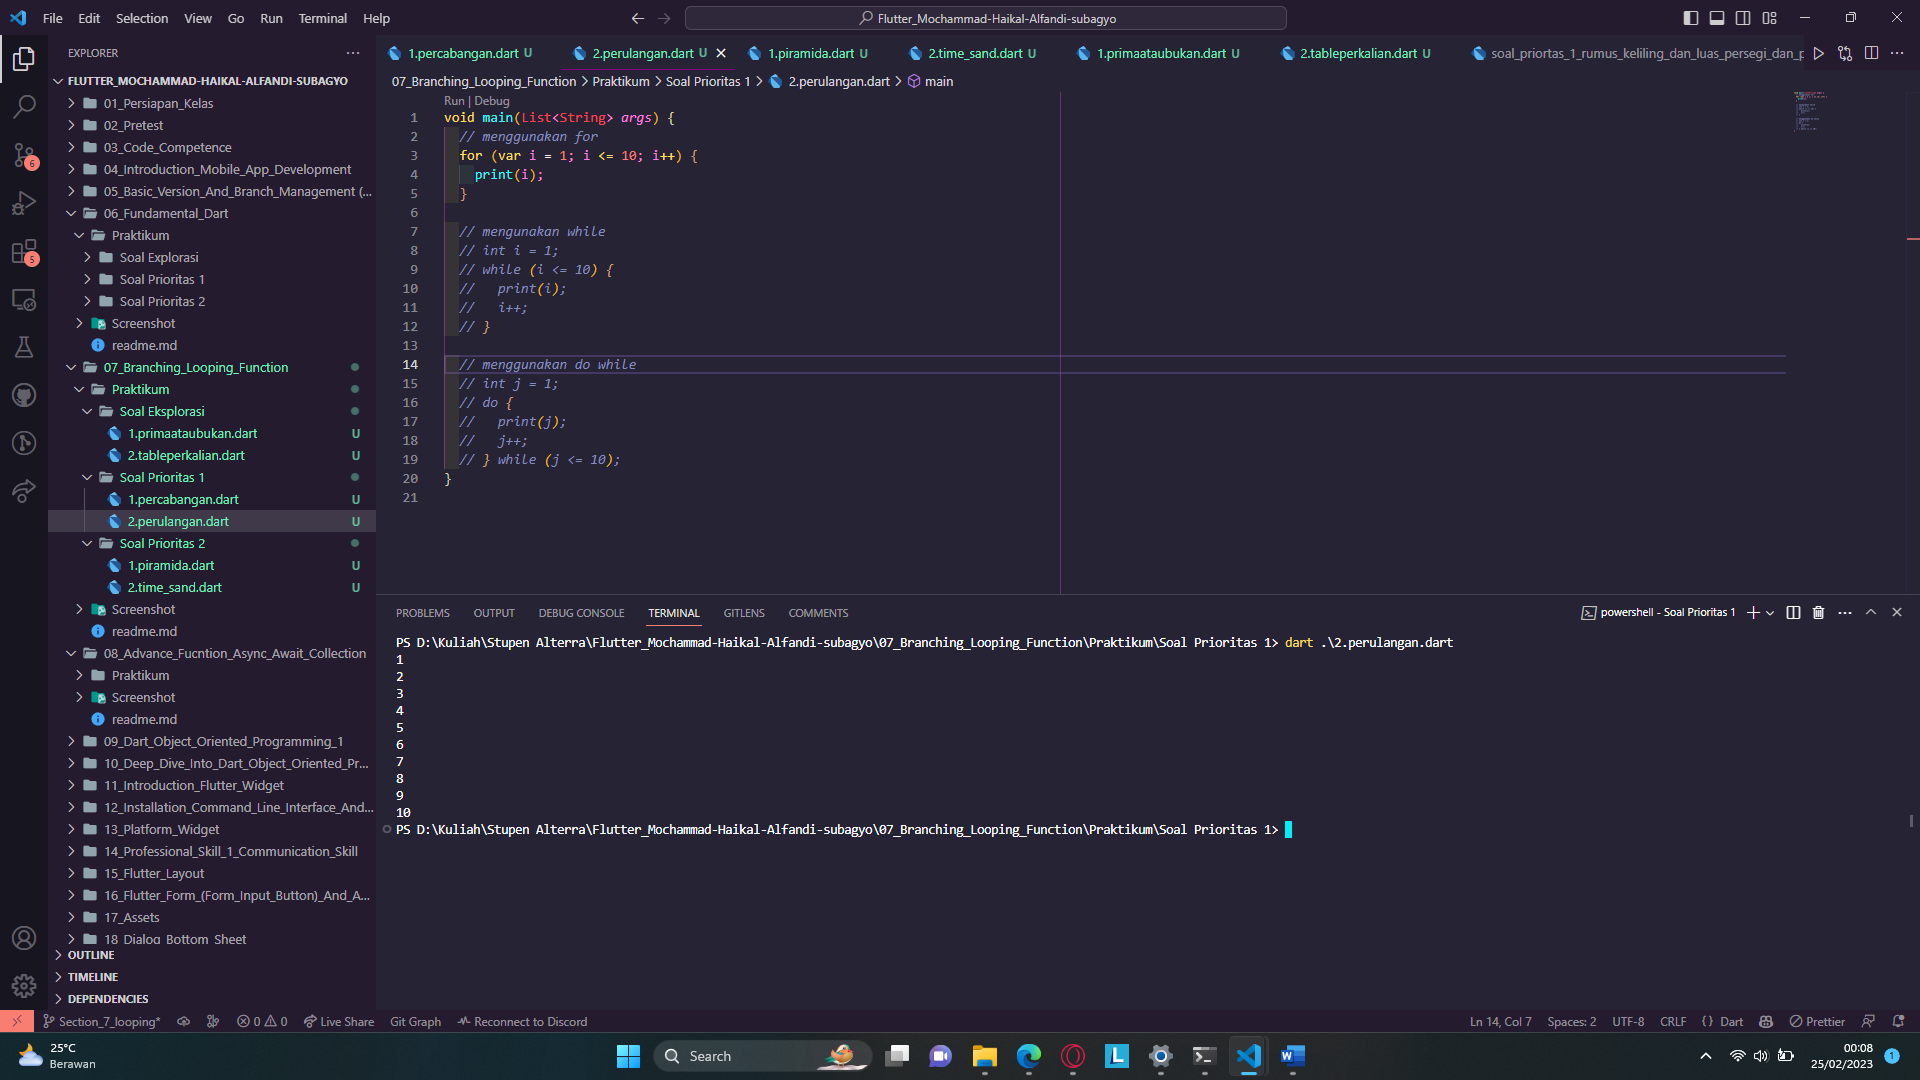 File Edit Selection View Go Run Terminal Help
Flutter_Mochammad-Haikal-Alfandi-subagyo
EXPLORER
FLUTTER_MOCHAMMAD-HAIKAL-ALFANDI-SUBAGYO
01_Persiapan_Kelas
02_Pretest
03_Code_Competence
04_Introduction_Mobile_App_Development
05_Basic_Version_And_Branch_Management (...
06_Fundamental_Dart
Praktikum
Soal Explorasi
Soal Prioritas 1
Soal Prioritas 2
Screenshot
readme.md
07_Branching_Looping_Function
Praktikum
Soal Eksplorasi
1.primaataubukan.dart U
2.tableperkalian.dart U
Soal Prioritas 1
1.percabangan.dart U
2.perulangan.dart U
Soal Prioritas 2
1.piramida.dart U
2.time_sand.dart U
Screenshot
readme.md
08_Advance_Fucntion_Async_Await_Collection
Praktikum
Screenshot
readme.md
09_Dart_Object_Oriented_Programming_1
10_Deep_Dive_Into_Dart_Object_Oriented_Pr...
11_Introduction_Flutter_Widget
12_Installation_Command_Line_Interface_And...
13_Platform_Widget
14_Professional_Skill_1_Communication_Skill
15_Flutter_Layout
16_Flutter_Form_(Form_Input_Button)_And_A...
17_Assets
18_Dialog_Bottom_Sheet
OUTLINE
TIMELINE
DEPENDENCIES
6
5
1.percabangan.dart U 2.perulangan.dart U 1.piramida.dart U 2.time_sand.dart U 1.primaataubukan.dart U 2.tableperkalian.dart U soal_priortas_1_rumus_keliling_dan_luas_persegi_dan_p
07_Branching_Looping_Function > Praktikum > Soal Prioritas 1 > 2.perulangan.dart > main
Run | Debug
1 void main(List<String> args) {
2 // menggunakan for
3 for (var i = 1; i <= 10; i++) {
4 print(i);
5 }
6
7 // mengunakan while
8 // int i = 1;
9 // while (i <= 10) {
10 //   print(i);
11 //   i++;
12 // }
13
14 // menggunakan do while
15 // int j = 1;
16 // do {
17 //   print(j);
18 //   j++;
19 // } while (j <= 10);
20 }
21
PROBLEMS OUTPUT DEBUG CONSOLE TERMINAL GITLENS COMMENTS
powershell - Soal Prioritas 1
PS D:\Kuliah\Stupen Alterra\Flutter_Mochammad-Haikal-Alfandi-subagyo\07_Branching_Looping_Function\Praktikum\Soal Prioritas 1> dart .\2.perulangan.dart
1
2
3
4
5
6
7
8
9
10
PS D:\Kuliah\Stupen Alterra\Flutter_Mochammad-Haikal-Alfandi-subagyo\07_Branching_Looping_Function\Praktikum\Soal Prioritas 1>
Section_7_looping* 0 0 Live Share Git Graph Reconnect to Discord
Ln 14, Col 7 Spaces: 2 UTF-8 CRLF { } Dart Prettier
25°C
Berawan
Search
00:08
25/02/2023
1